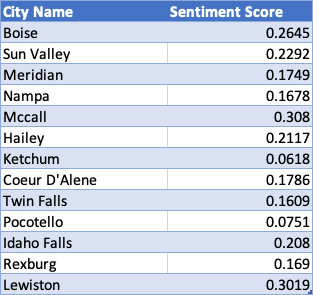 City Name Sentiment Score
Boise 0.2645
Sun Valley 0.2292
Meridian 0.1749
Nampa 0.1678
Mccall 0.308
Hailey 0.2117
Ketchum 0.0618
Coeur D'Alene 0.1786
Twin Falls 0.1609
Pocotello 0.0751
Idaho Falls 0.208
Rexburg 0.169
Lewiston 0.3019